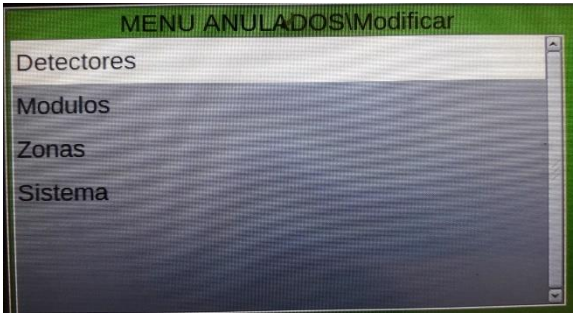 MENU ANULADOS\Modificar
Detectores
Modulos
Zonas
Sistema